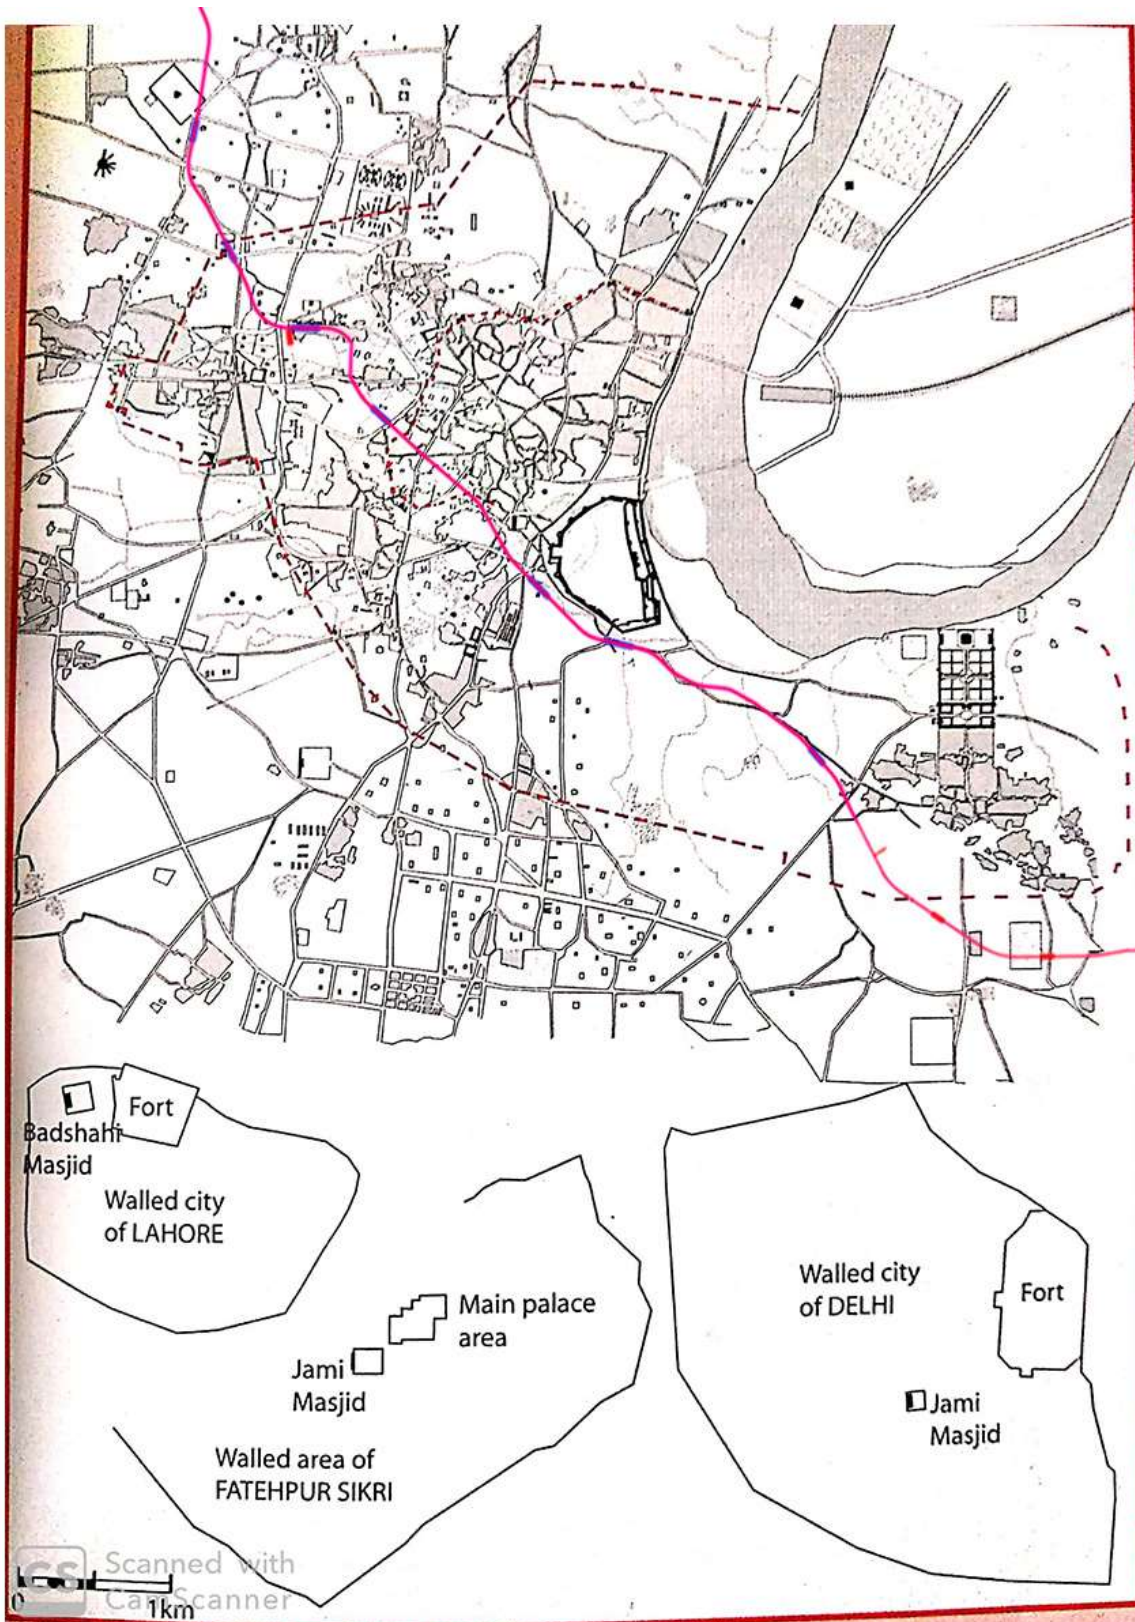 Fort
Badshahi
Masjid
Walled city
of LAHORE
Main palace
area
Jami
Masjid
Walled area of
FATEHPUR SIKRI
Walled city
of DELHI
Fort
Jami
Masjid
CS
Scanned with
CamScanner
0
1km